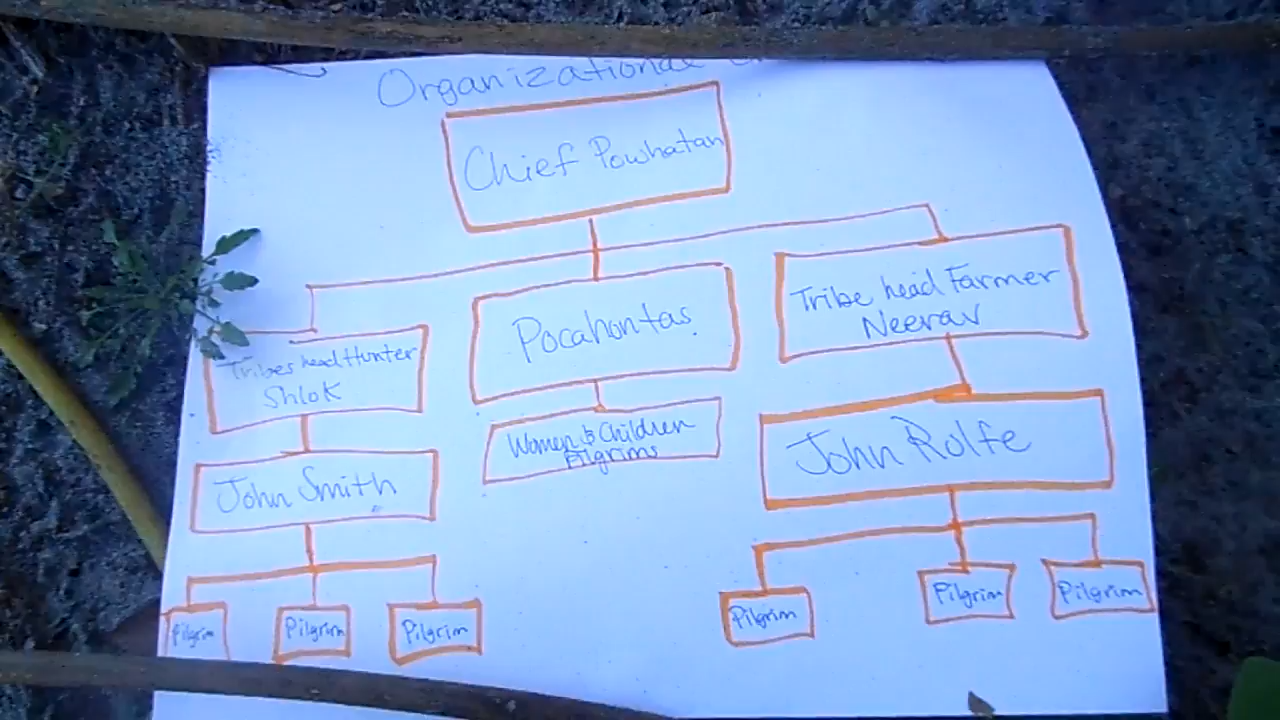 Organizational
Chief Powhatan
Tribes head Hunter
Shlok
Pocahontas
Tribe head Farmer
Neerav
John Smith
Women & Children
Pilgrims
John Rolfe
Pilgrim
Pilgrim
Pilgrim
Pilgrim
Pilgrim
Pilgrim